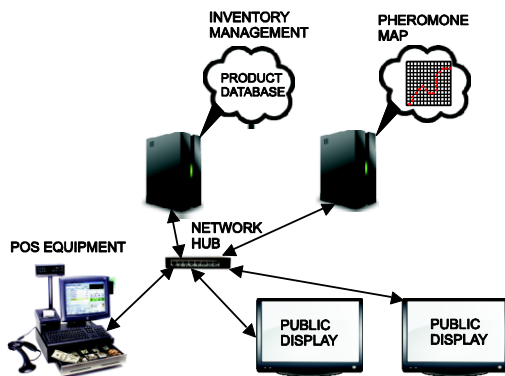 INVENTORY
MANAGEMENT
PRODUCT
DATABASE
PHEROMONE
MAP
NETWORK
HUB
POS EQUIPMENT
PUBLIC
DISPLAY
PUBLIC
DISPLAY